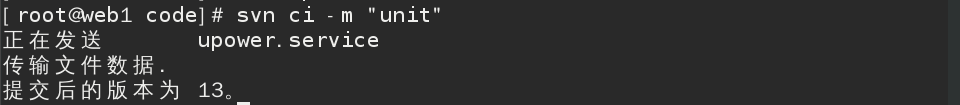 [root@web1 code]# svn ci -m "unit"
正在发送       upower.service
传输文件数据.
提交后的版本为 13。